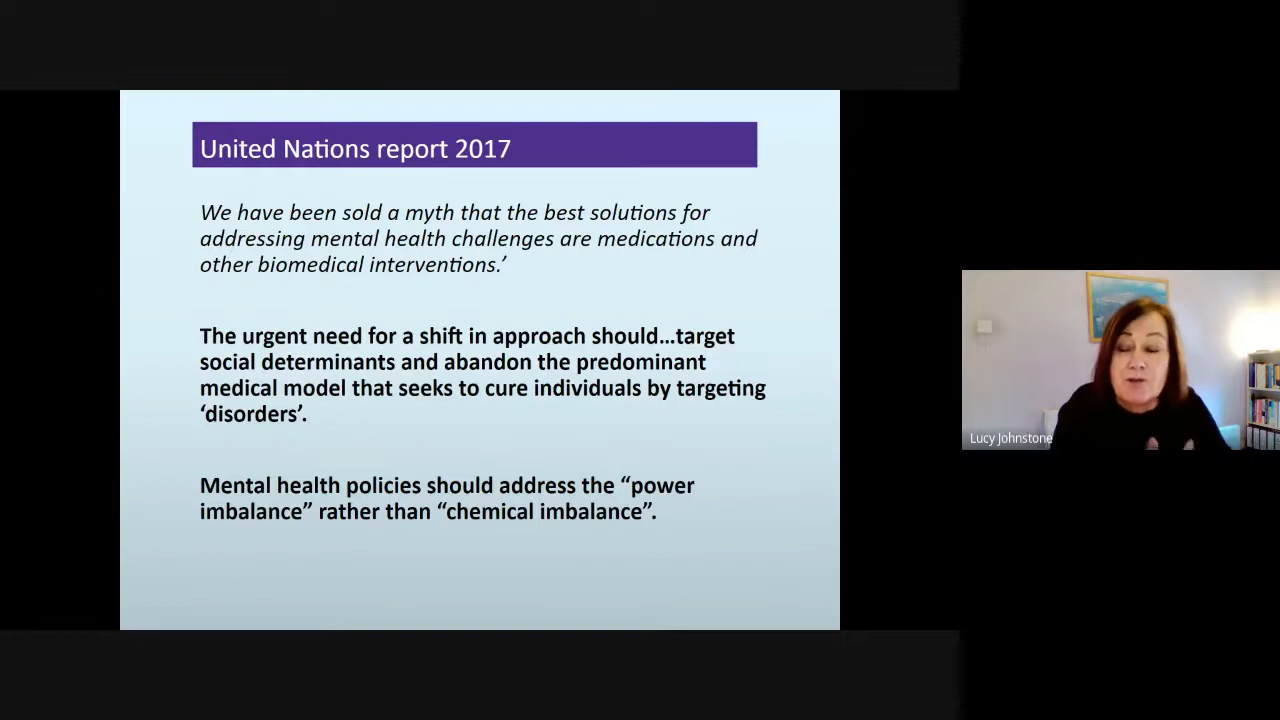 United Nations report 2017
We have been sold a myth that the best solutions for
addressing mental health challenges are medications and
other biomedical interventions.’
The urgent need for a shift in approach should…target
social determinants and abandon the predominant
medical model that seeks to cure individuals by targeting
‘disorders’.
Mental health policies should address the “power
imbalance” rather than “chemical imbalance”.
Lucy Johnstone